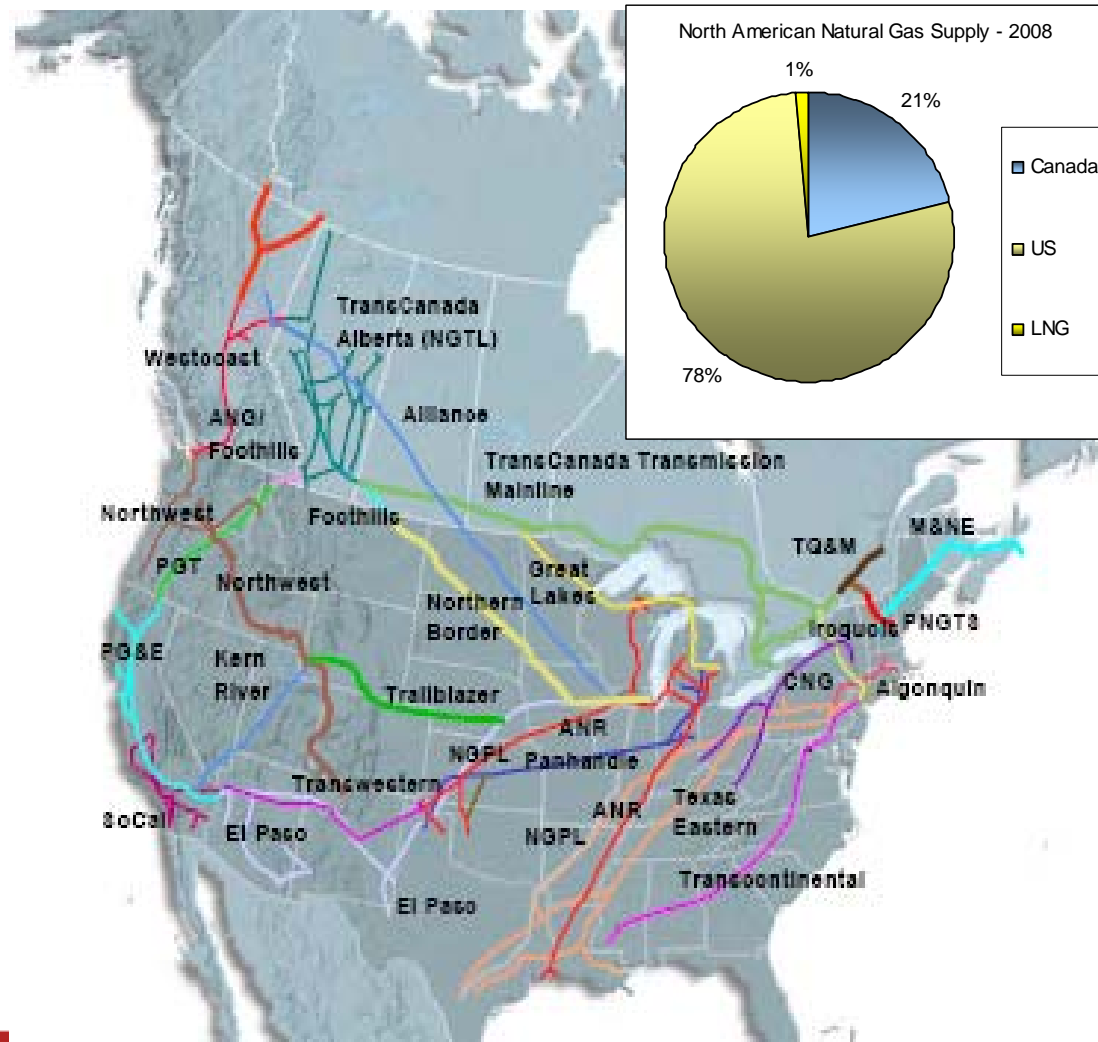 North American Natural Gas Supply - 2008
1%
21%
Canada
US
LNG
78%
TransCanada
Alberta (NGTL)
Westocast
Alliance
ANG/
Foothills
TransCanada Transmission
Mainline
Northwest
Foothills
M&NE
TQ&M
PGT
Northwest
Great
Lakes
Northern
Border
Iroquois
PNGTS
PG&E
Kern
River
CNG
Algonquin
Trailblazer
ANR
NGPL
Panhandle
Transwestern
SoCal
El Paso
ANR
Texas
Eastern
NGPL
Transcontinental
El Paso